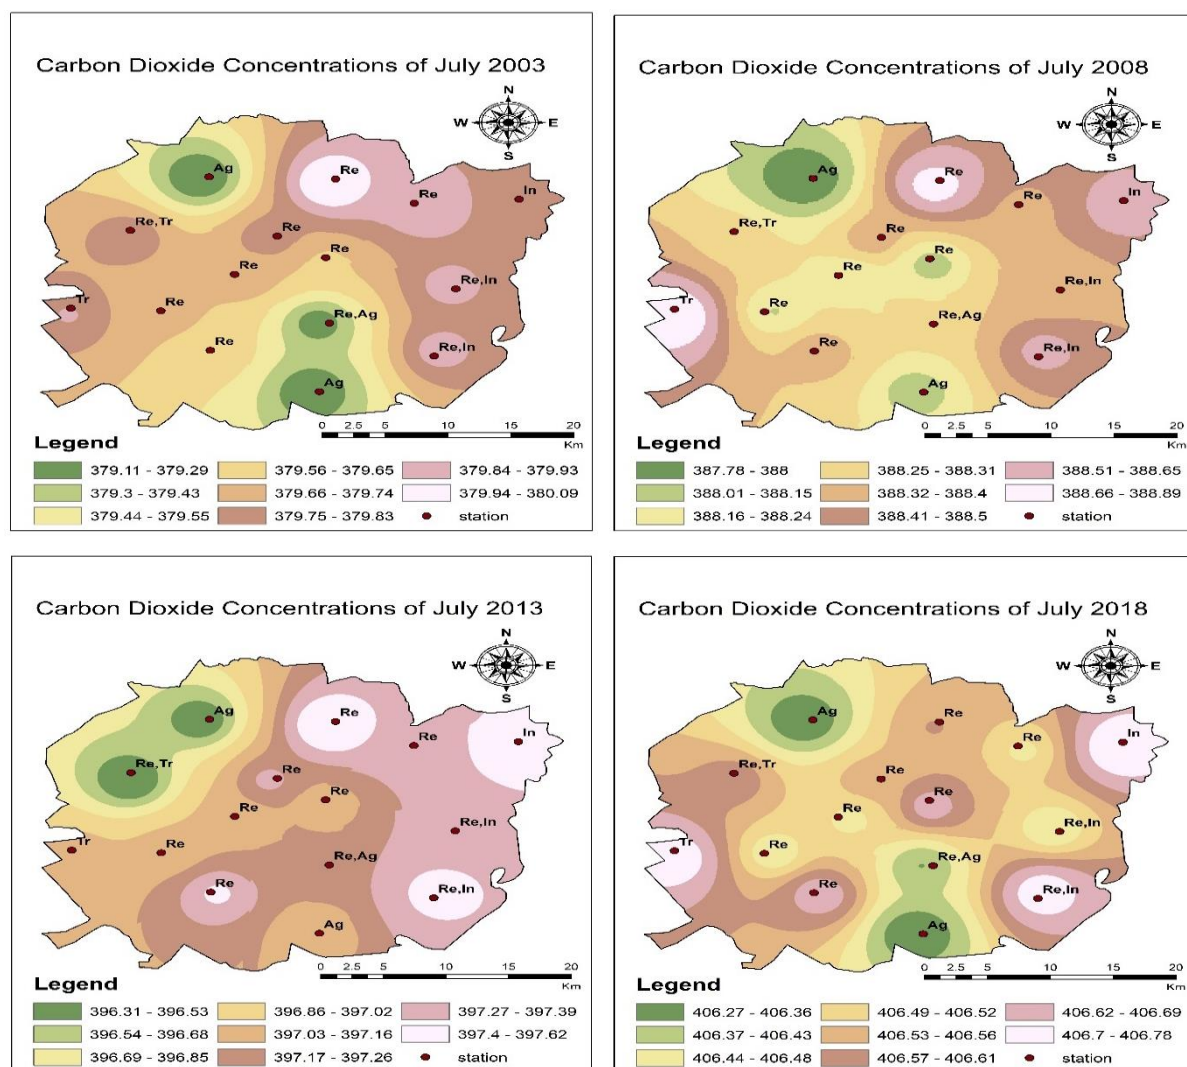 Carbon Dioxide Concentrations of July 2003
N
W E
S
Ag
Re
Re
In
Re,Tr
Re
Re
Re
Re,In
Tr
Re
Re,Ag
Re
Re,In
Ag
0 2.5 5 10 15 20
Km
Legend
379.11 - 379.29 379.56 - 379.65 379.84 - 379.93
379.3 - 379.43 379.66 - 379.74 379.94 - 380.09
379.44 - 379.55 379.75 - 379.83 station
Carbon Dioxide Concentrations of July 2008
N
W E
S
Ag
Re
Re
In
Re,Tr
Re
Re
Re
Re,In
Tr
Re
Re,Ag
Re
Re,In
Ag
0 2.5 5 10 15 20
Km
Legend
387.78 - 388 388.25 - 388.31 388.51 - 388.65
388.01 - 388.15 388.32 - 388.4 388.66 - 388.89
388.16 - 388.24 388.41 - 388.5 station
Carbon Dioxide Concentrations of July 2013
N
W E
S
Ag
Re
Re
In
Re,Tr
Re
Re
Re
Re,In
Tr
Re
Re,Ag
Re
Re,In
Ag
0 2.5 5 10 15 20
Km
Legend
396.31 - 396.53 396.86 - 397.02 397.27 - 397.39
396.54 - 396.68 397.03 - 397.16 397.4 - 397.62
396.69 - 396.85 397.17 - 397.26 station
Carbon Dioxide Concentrations of July 2018
N
W E
S
Ag
Re
Re
In
Re,Tr
Re
Re
Re
Re,In
Tr
Re
Re,Ag
Re
Re,In
Ag
0 2.5 5 10 15 20
Km
Legend
406.27 - 406.36 406.49 - 406.52 406.62 - 406.69
406.37 - 406.43 406.53 - 406.56 406.7 - 406.78
406.44 - 406.48 406.57 - 406.61 station